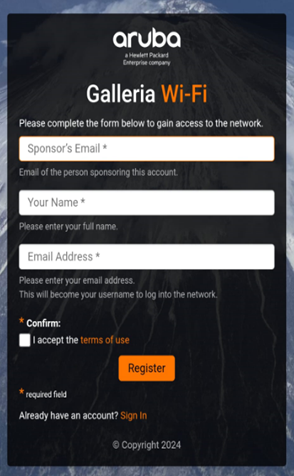 aruba
a Hewlett Packard
Enterprise company
Galleria Wi-Fi
Please complete the form below to gain access to the network.
Sponsor's Email *
Email of the person sponsoring this account.
Your Name *
Please enter your full name.
Email Address *
Please enter your email address.
This will become your username to log into the network.
* Confirm:
I accept the terms of use
Register
* required field
Already have an account? Sign In
© Copyright 2024